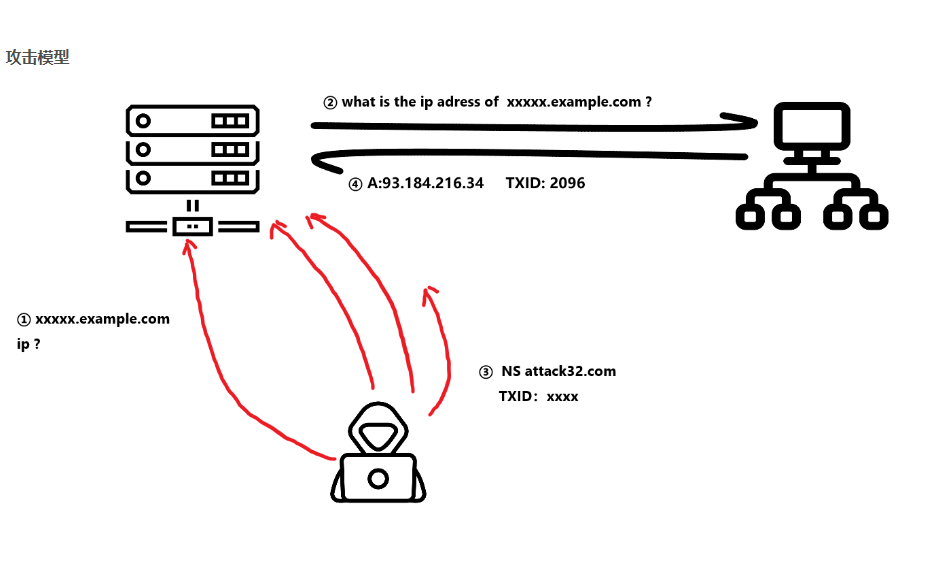 攻击模型
② what is the ip adress of xxxxx.example.com ?
④ A:93.184.216.34 TXID: 2096
① xxxxx.example.com
ip ?
③ NS attack32.com
TXID：xxxx